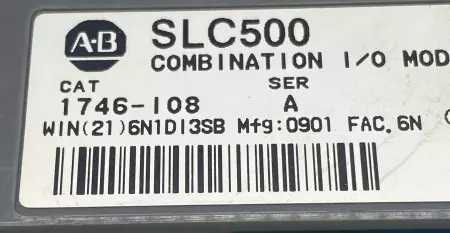 A-B SLC500
COMBINATION I/O MOD
CAT SER
1746-IO8 A
WIN(21)6N1DI3SB Mfg:0901 FAC. 6N